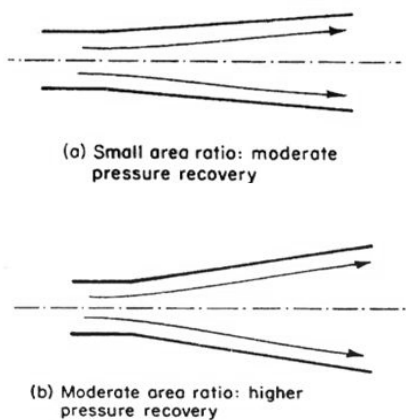 (a) Small area ratio: moderate
pressure recovery
(b) Moderate area ratio: higher
pressure recovery